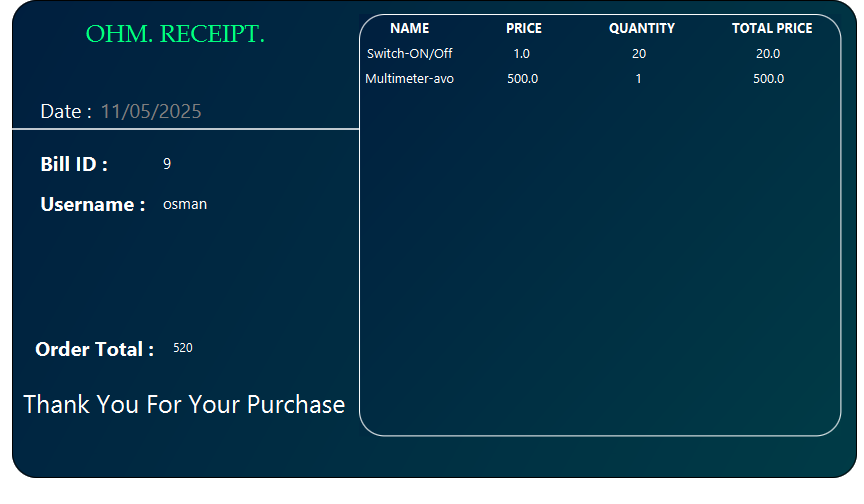 OHM. RECEIPT.
Date : 11/05/2025
Bill ID : 9
Username : osman
Order Total : 520
Thank You For Your Purchase
NAME PRICE QUANTITY TOTAL PRICE
Switch-ON/Off 1.0 20 20.0
Multimeter-avo 500.0 1 500.0